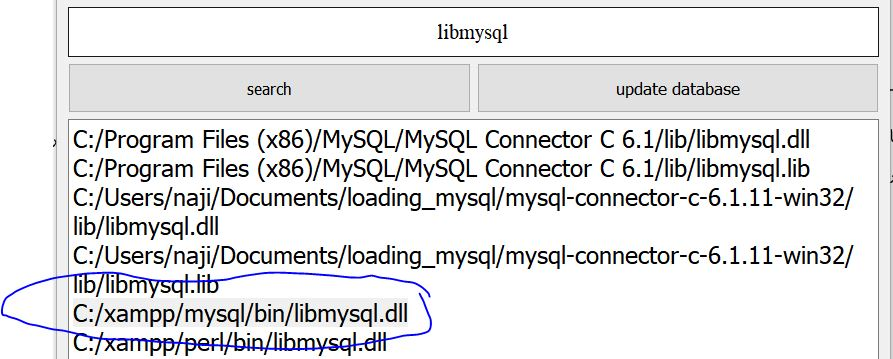 libmysql
search
update database
C:/Program Files (x86)/MySQL/MySQL Connector C 6.1/lib/libmysql.dll
C:/Program Files (x86)/MySQL/MySQL Connector C 6.1/lib/libmysql.lib
C:/Users/naji/Documents/loading_mysql/mysql-connector-c-6.1.11-win32/
lib/libmysql.dll
C:/Users/naji/Documents/loading_mysql/mysql-connector-c-6.1.11-win32/
lib/libmysql.lib
C:/xampp/mysql/bin/libmysql.dll
C:/xampp/perl/bin/libmysql.dll